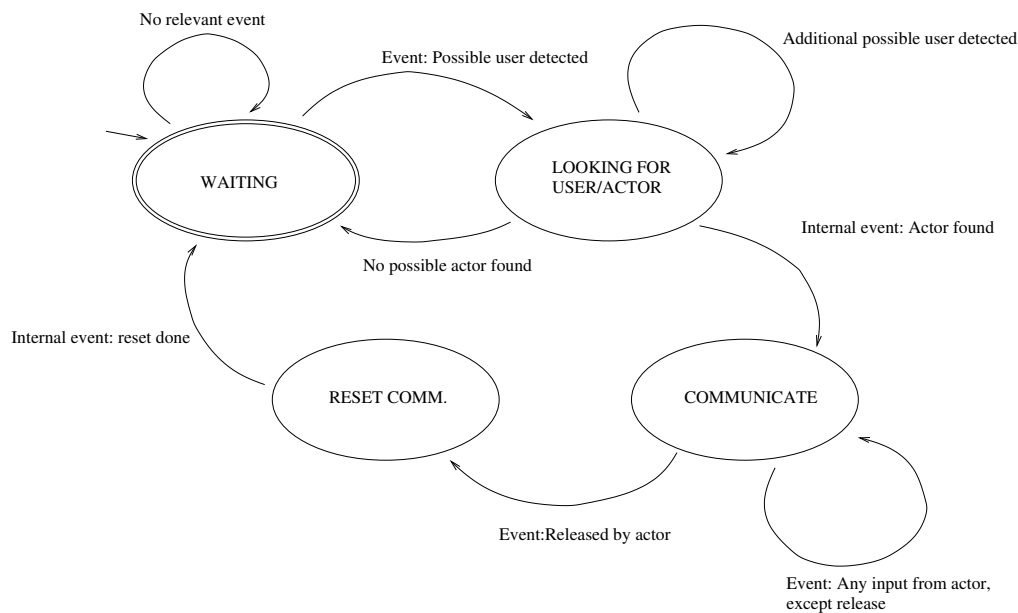 No relevant event
Event: Possible user detected
Additional possible user detected
WAITING
LOOKING FOR
USER/ACTOR
Internal event: Actor found
No possible actor found
Internal event: reset done
RESET COMM.
COMMUNICATE
Event:Released by actor
Event: Any input from actor,
except release